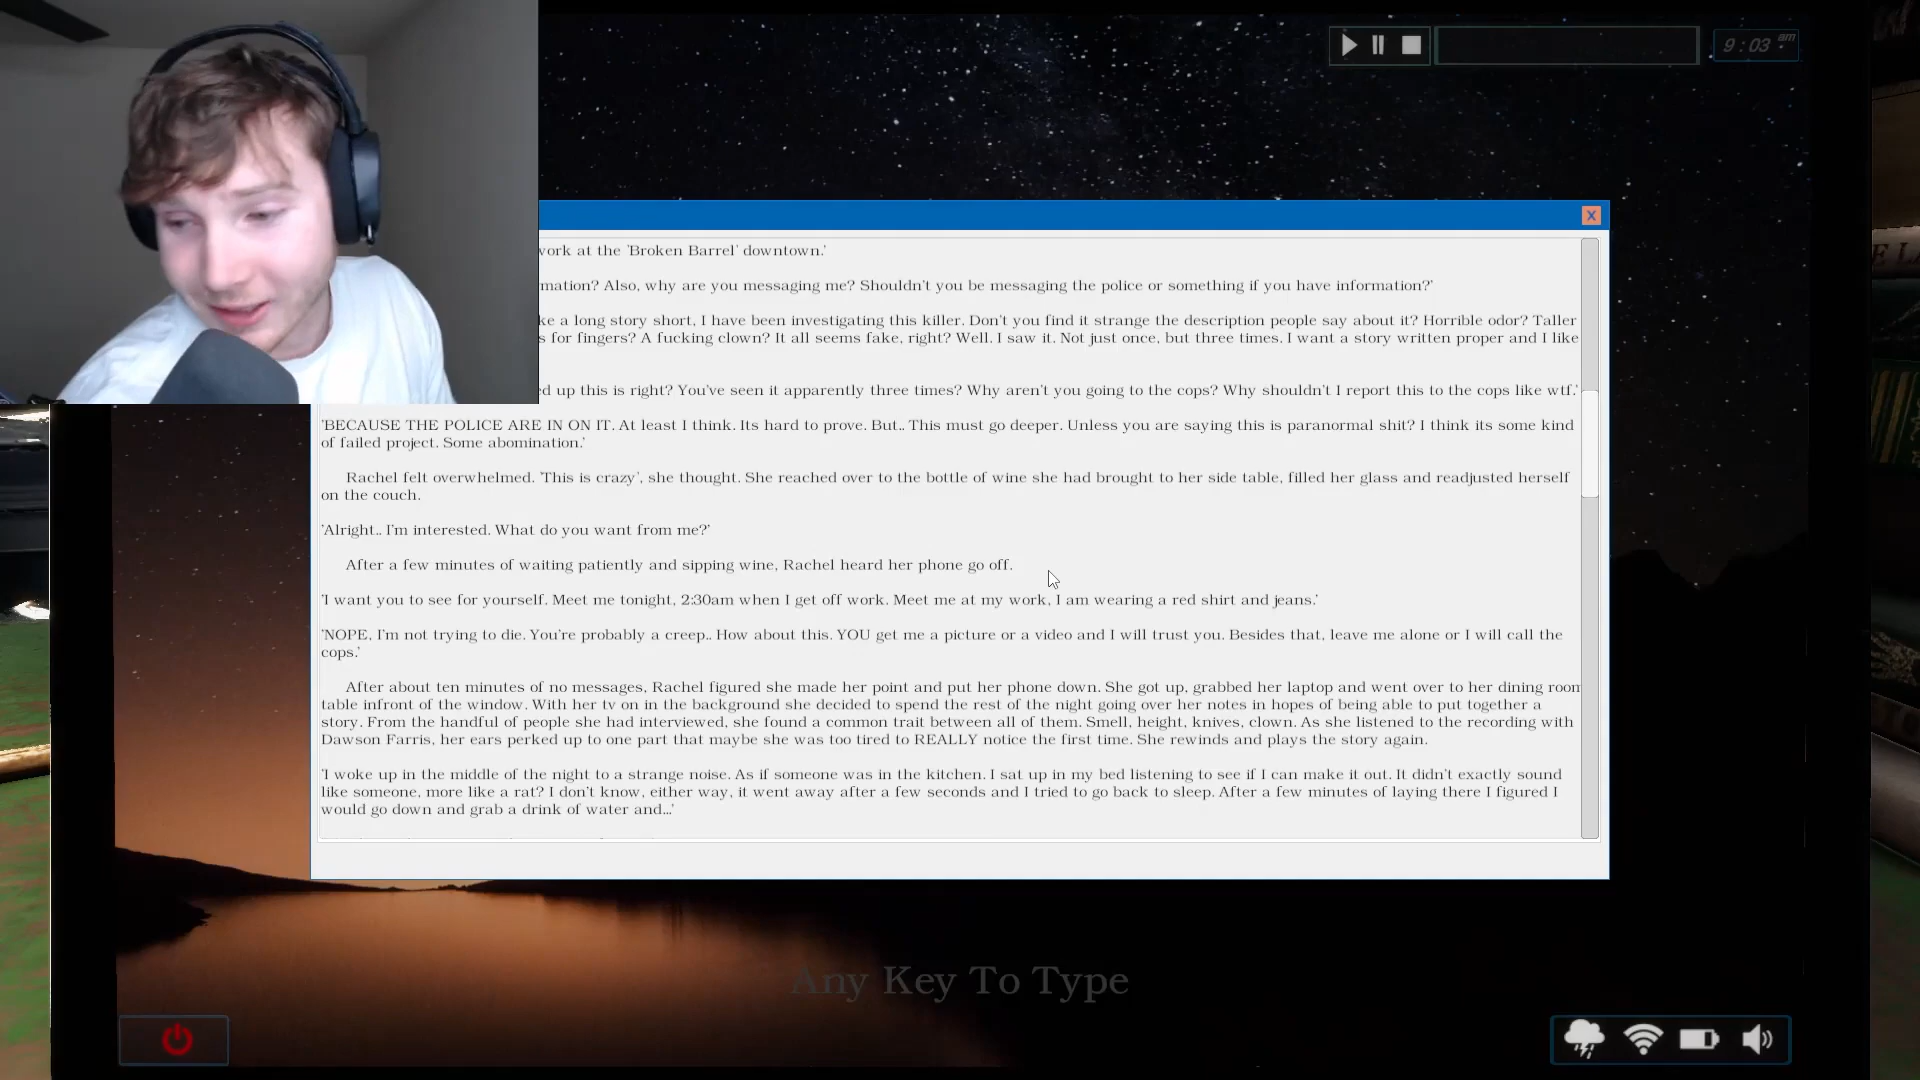 9:03 am
work at the 'Broken Barrel' downtown.'
mation? Also, why are you messaging me? Shouldn't you be messaging the police or something if you have information?'
ke a long story short, I have been investigating this killer. Don't you find it strange the description people say about it? Horrible odor? Taller
s for fingers? A fucking clown? It all seems fake, right? Well. I saw it. Not just once, but three times. I want a story written proper and I like
ed up this is right? You've seen it apparently three times? Why aren't you going to the cops? Why shouldn't I report this to the cops like wtf.'
'BECAUSE THE POLICE ARE IN ON IT. At least I think. Its hard to prove. But.. This must go deeper. Unless you are saying this is paranormal shit? I think its some kind
of failed project. Some abomination.'
Rachel felt overwhelmed. 'This is crazy', she thought. She reached over to the bottle of wine she had brought to her side table, filled her glass and readjusted herself
on the couch.
'Alright.. I'm interested. What do you want from me?'
After a few minutes of waiting patiently and sipping wine, Rachel heard her phone go off.
'I want you to see for yourself. Meet me tonight, 2:30am when I get off work. Meet me at my work, I am wearing a red shirt and jeans.'
'NOPE, I'm not trying to die. You're probably a creep.. How about this. YOU get me a picture or a video and I will trust you. Besides that, leave me alone or I will call the
cops.'
After about ten minutes of no messages, Rachel figured she made her point and put her phone down. She got up, grabbed her laptop and went over to her dining room
table infront of the window. With her tv on in the background she decided to spend the rest of the night going over her notes in hopes of being able to put together a
story. From the handful of people she had interviewed, she found a common trait between all of them. Smell, height, knives, clown. As she listened to the recording with
Dawson Farris, her ears perked up to one part that maybe she was too tired to REALLY notice the first time. She rewinds and plays the story again.
'I woke up in the middle of the night to a strange noise. As if someone was in the kitchen. I sat up in my bed listening to see if I can make it out. It didn't exactly sound
like someone, more like a rat? I don't know, either way, it went away after a few seconds and I tried to go back to sleep. After a few minutes of laying there I figured I
would go down and grab a drink of water and...'
Any Key To Type